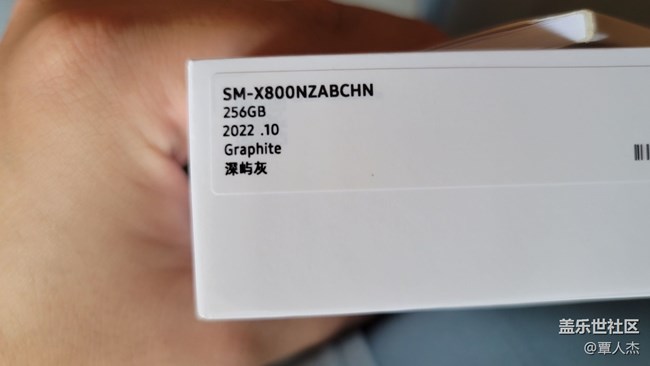 SM-X800NZABCHN
256GB
2022 .10
Graphite
深屿灰
盖乐世社区
@覃人杰